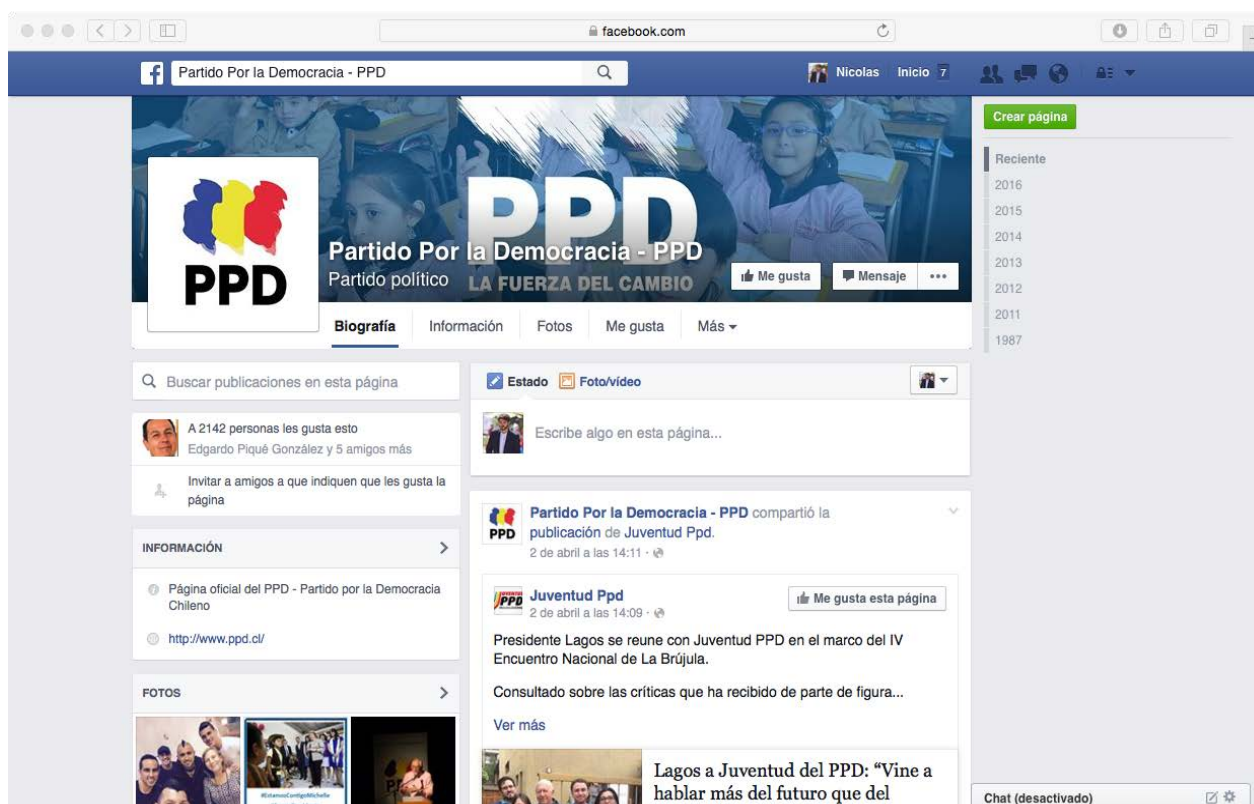 facebook.com
Partido Por la Democracia - PPD
Nicolas Inicio 7
Crear página
Reciente
2016
2015
2014
2013
2012
2011
1987
PPD
PPD
Partido Por la Democracia - PPD
Partido político
LA FUERZA DEL CAMBIO
Me gusta Mensaje
Biografía Información Fotos Me gusta Más
Buscar publicaciones en esta página
A 2142 personas les gusta esto
Edgardo Piqué González y 5 amigos más
Invitar a amigos a que indiquen que les gusta la
página
INFORMACIÓN
Página oficial del PPD - Partido por la Democracia
Chileno
http://www.ppd.cl/
FOTOS
#EstamosContigoMichelle
Estado Foto/vídeo
Escribe algo en esta página...
PPD
Partido Por la Democracia - PPD compartió la
publicación de Juventud Ppd.
2 de abril a las 14:11 ·
PPD
Juventud Ppd
2 de abril a las 14:09 ·
Me gusta esta página
Presidente Lagos se reune con Juventud PPD en el marco del IV
Encuentro Nacional de La Brújula.
Consultado sobre las críticas que ha recibido de parte de figura...
Ver más
Lagos a Juventud del PPD: “Vine a
hablar más del futuro que del
Chat (desactivado)